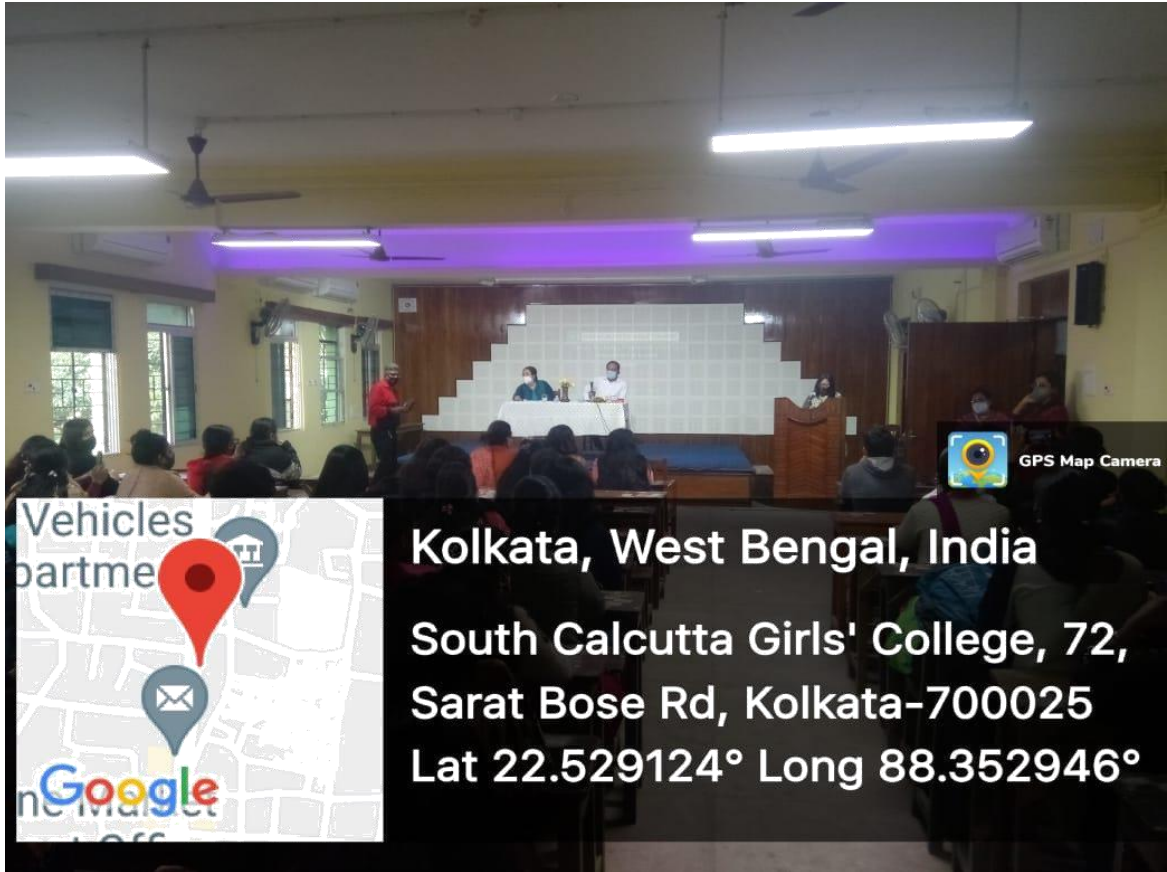 GPS Map Camera
Vehicles
partme
Google
Kolkata, West Bengal, India
South Calcutta Girls' College, 72,
Sarat Bose Rd, Kolkata-700025
Lat 22.529124° Long 88.352946°